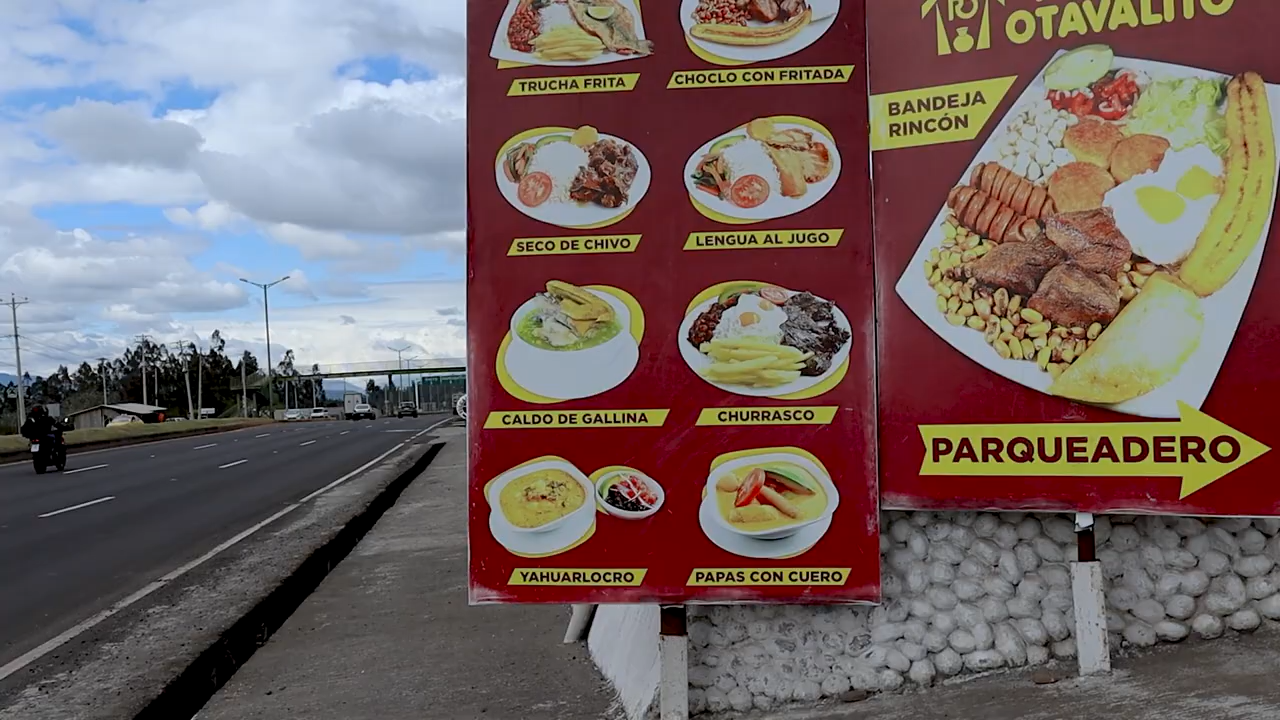 TRUCHA FRITA
CHOCLO CON FRITADA
SECO DE CHIVO
LENGUA AL JUGO
CALDO DE GALLINA
CHURRASCO
YAHUARLOCRO
PAPAS CON CUERO
OTAVALITO
BANDEJA
RINCÓN
PARQUEADERO